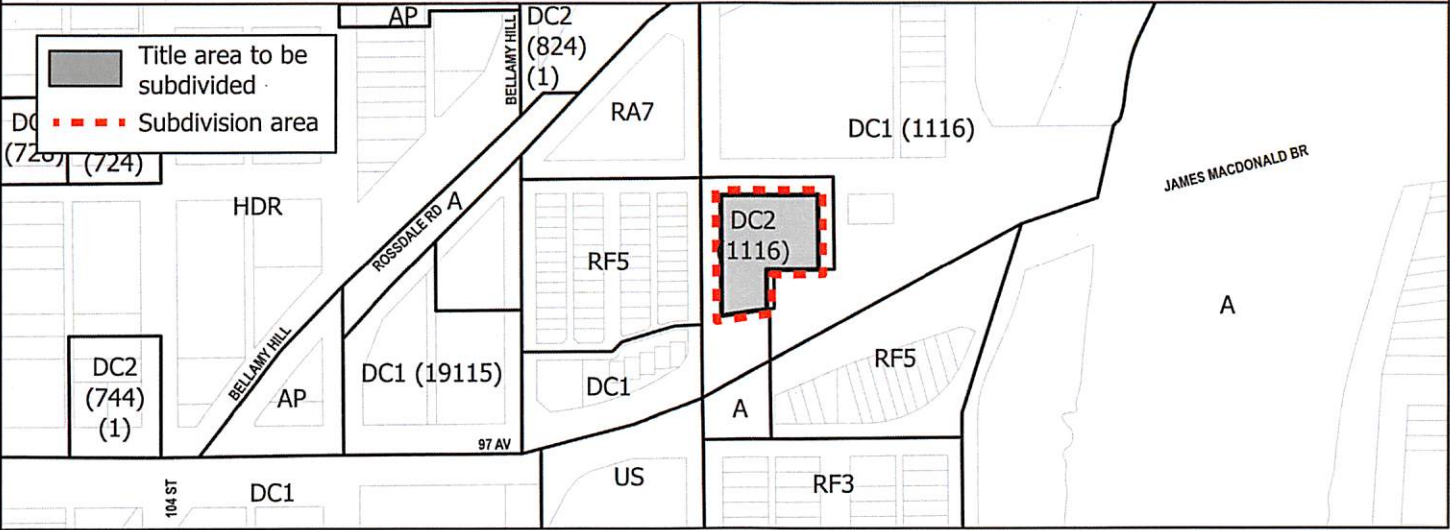 AP
DC2
(824)
(1)
BELLAMY HILL
Title area to be
subdivided
Subdivision area
RA7
DC1 (1116)
(724)
JAMES MACDONALD BR
HDR
ROSSDALE RD
A
DC2
(1116)
RF5
A
BELLAMY HILL
DC2
(744)
(1)
AP
DC1 (19115)
DC1
RF5
A
97 AV
US
RF3
104 ST
DC1